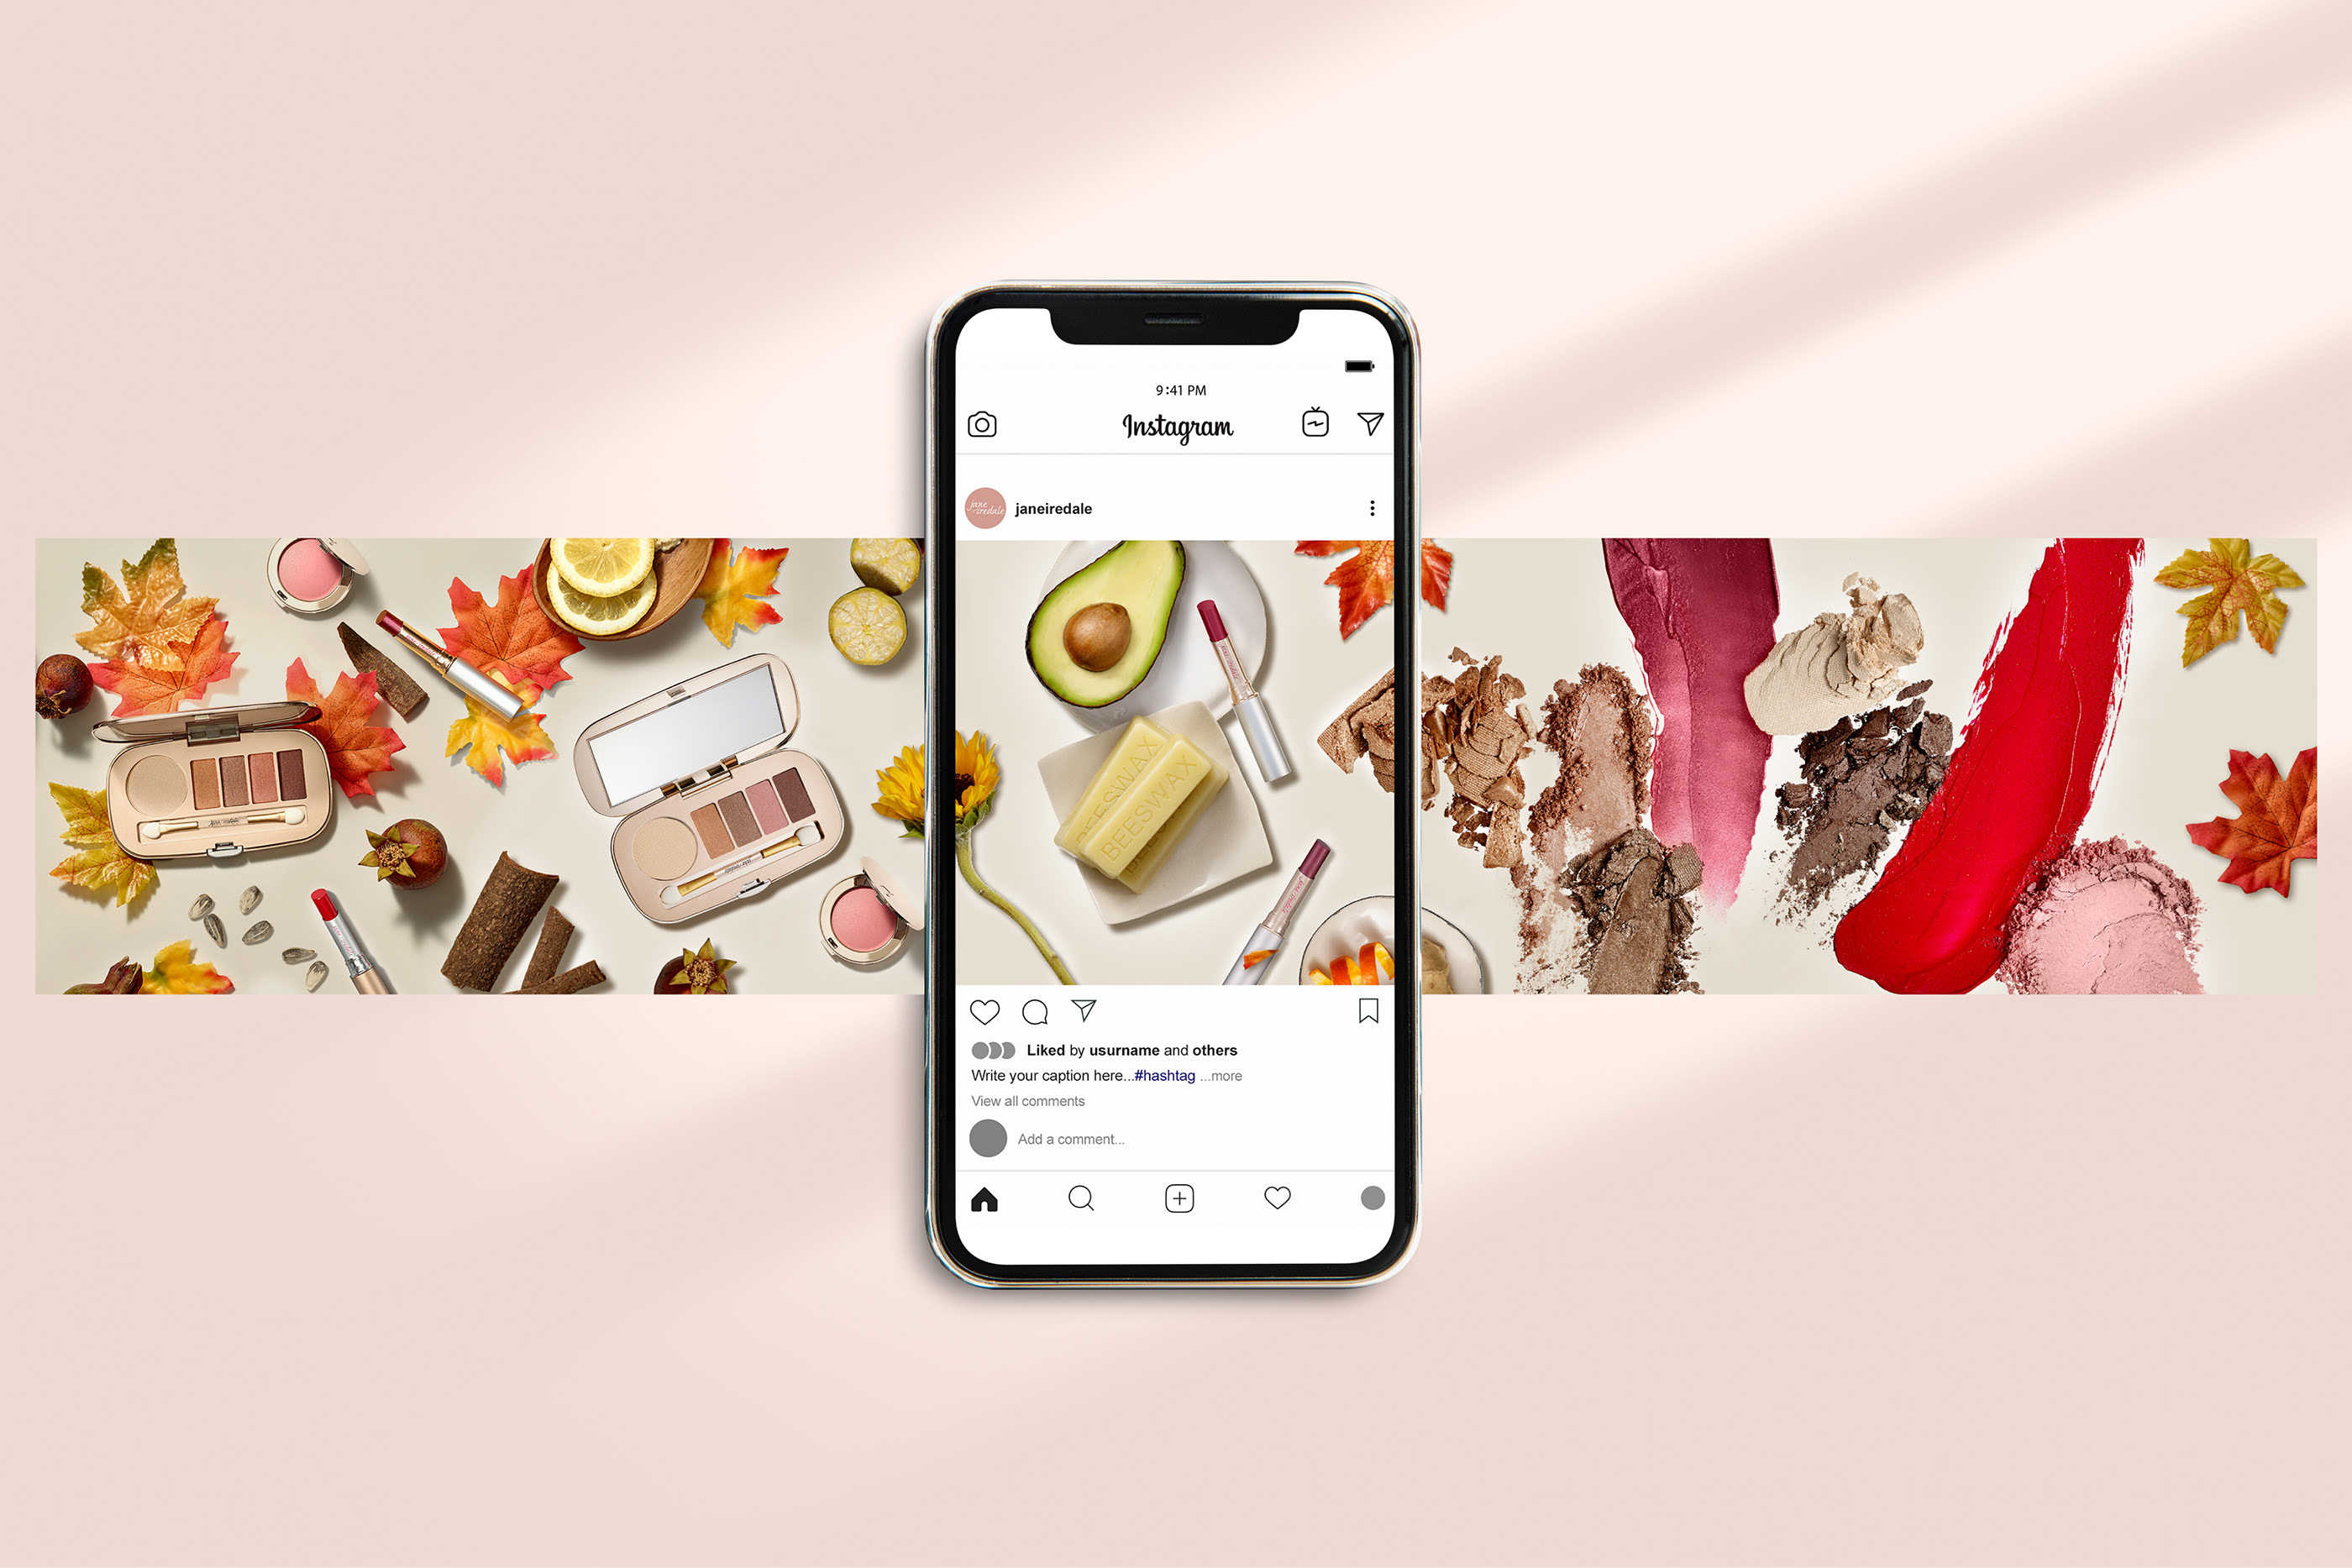 9:41 PM
Instagram
jane
iredale
janeiredale
BEESWAX
BEESWAX
Liked by usurname and others
Write your caption here...#hashtag ...more
View all comments
Add a comment...